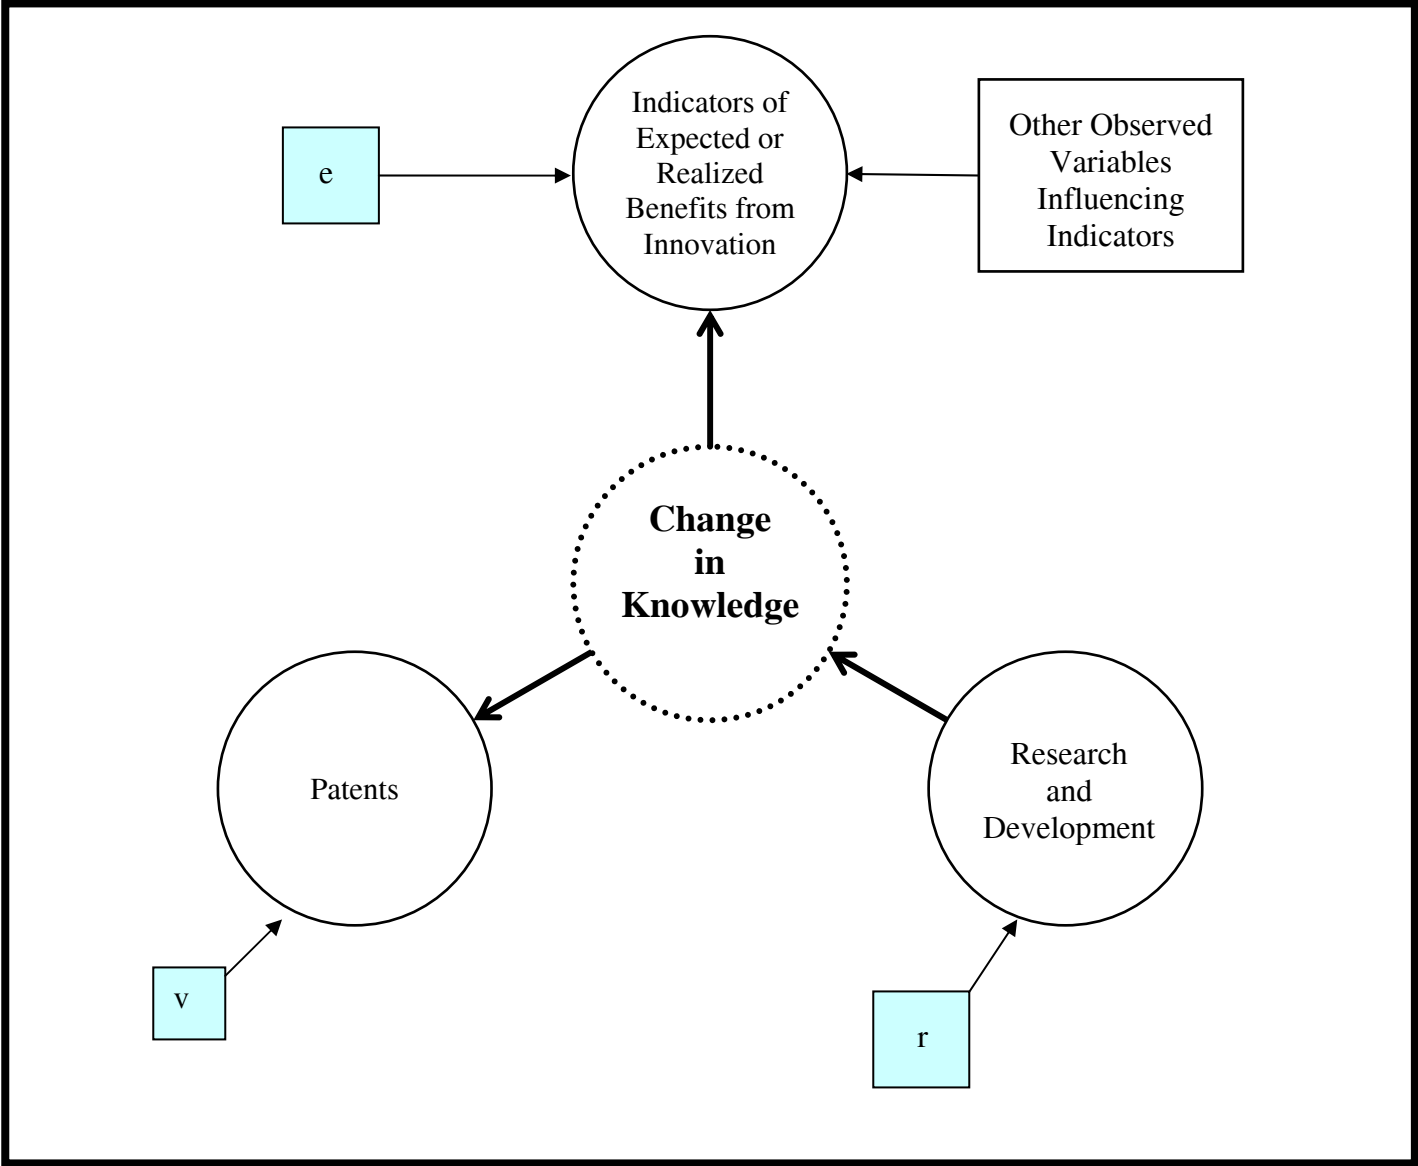 Indicators of
Expected or
Realized
Benefits from
Innovation
e
Other Observed
Variables
Influencing
Indicators
Change
in
Knowledge
Patents
Research
and
Development
v
r